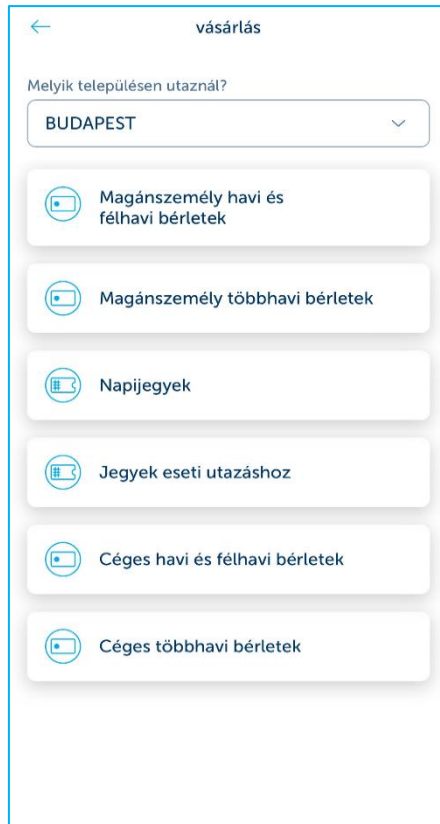 vásárlás
Melyik településen utaznál?
BUDAPEST
Magánszemély havi és
félhavi bérletek
Magánszemély többhavi bérletek
Napijegyek
Jegyek eseti utazáshoz
Céges havi és félhavi bérletek
Céges többhavi bérletek